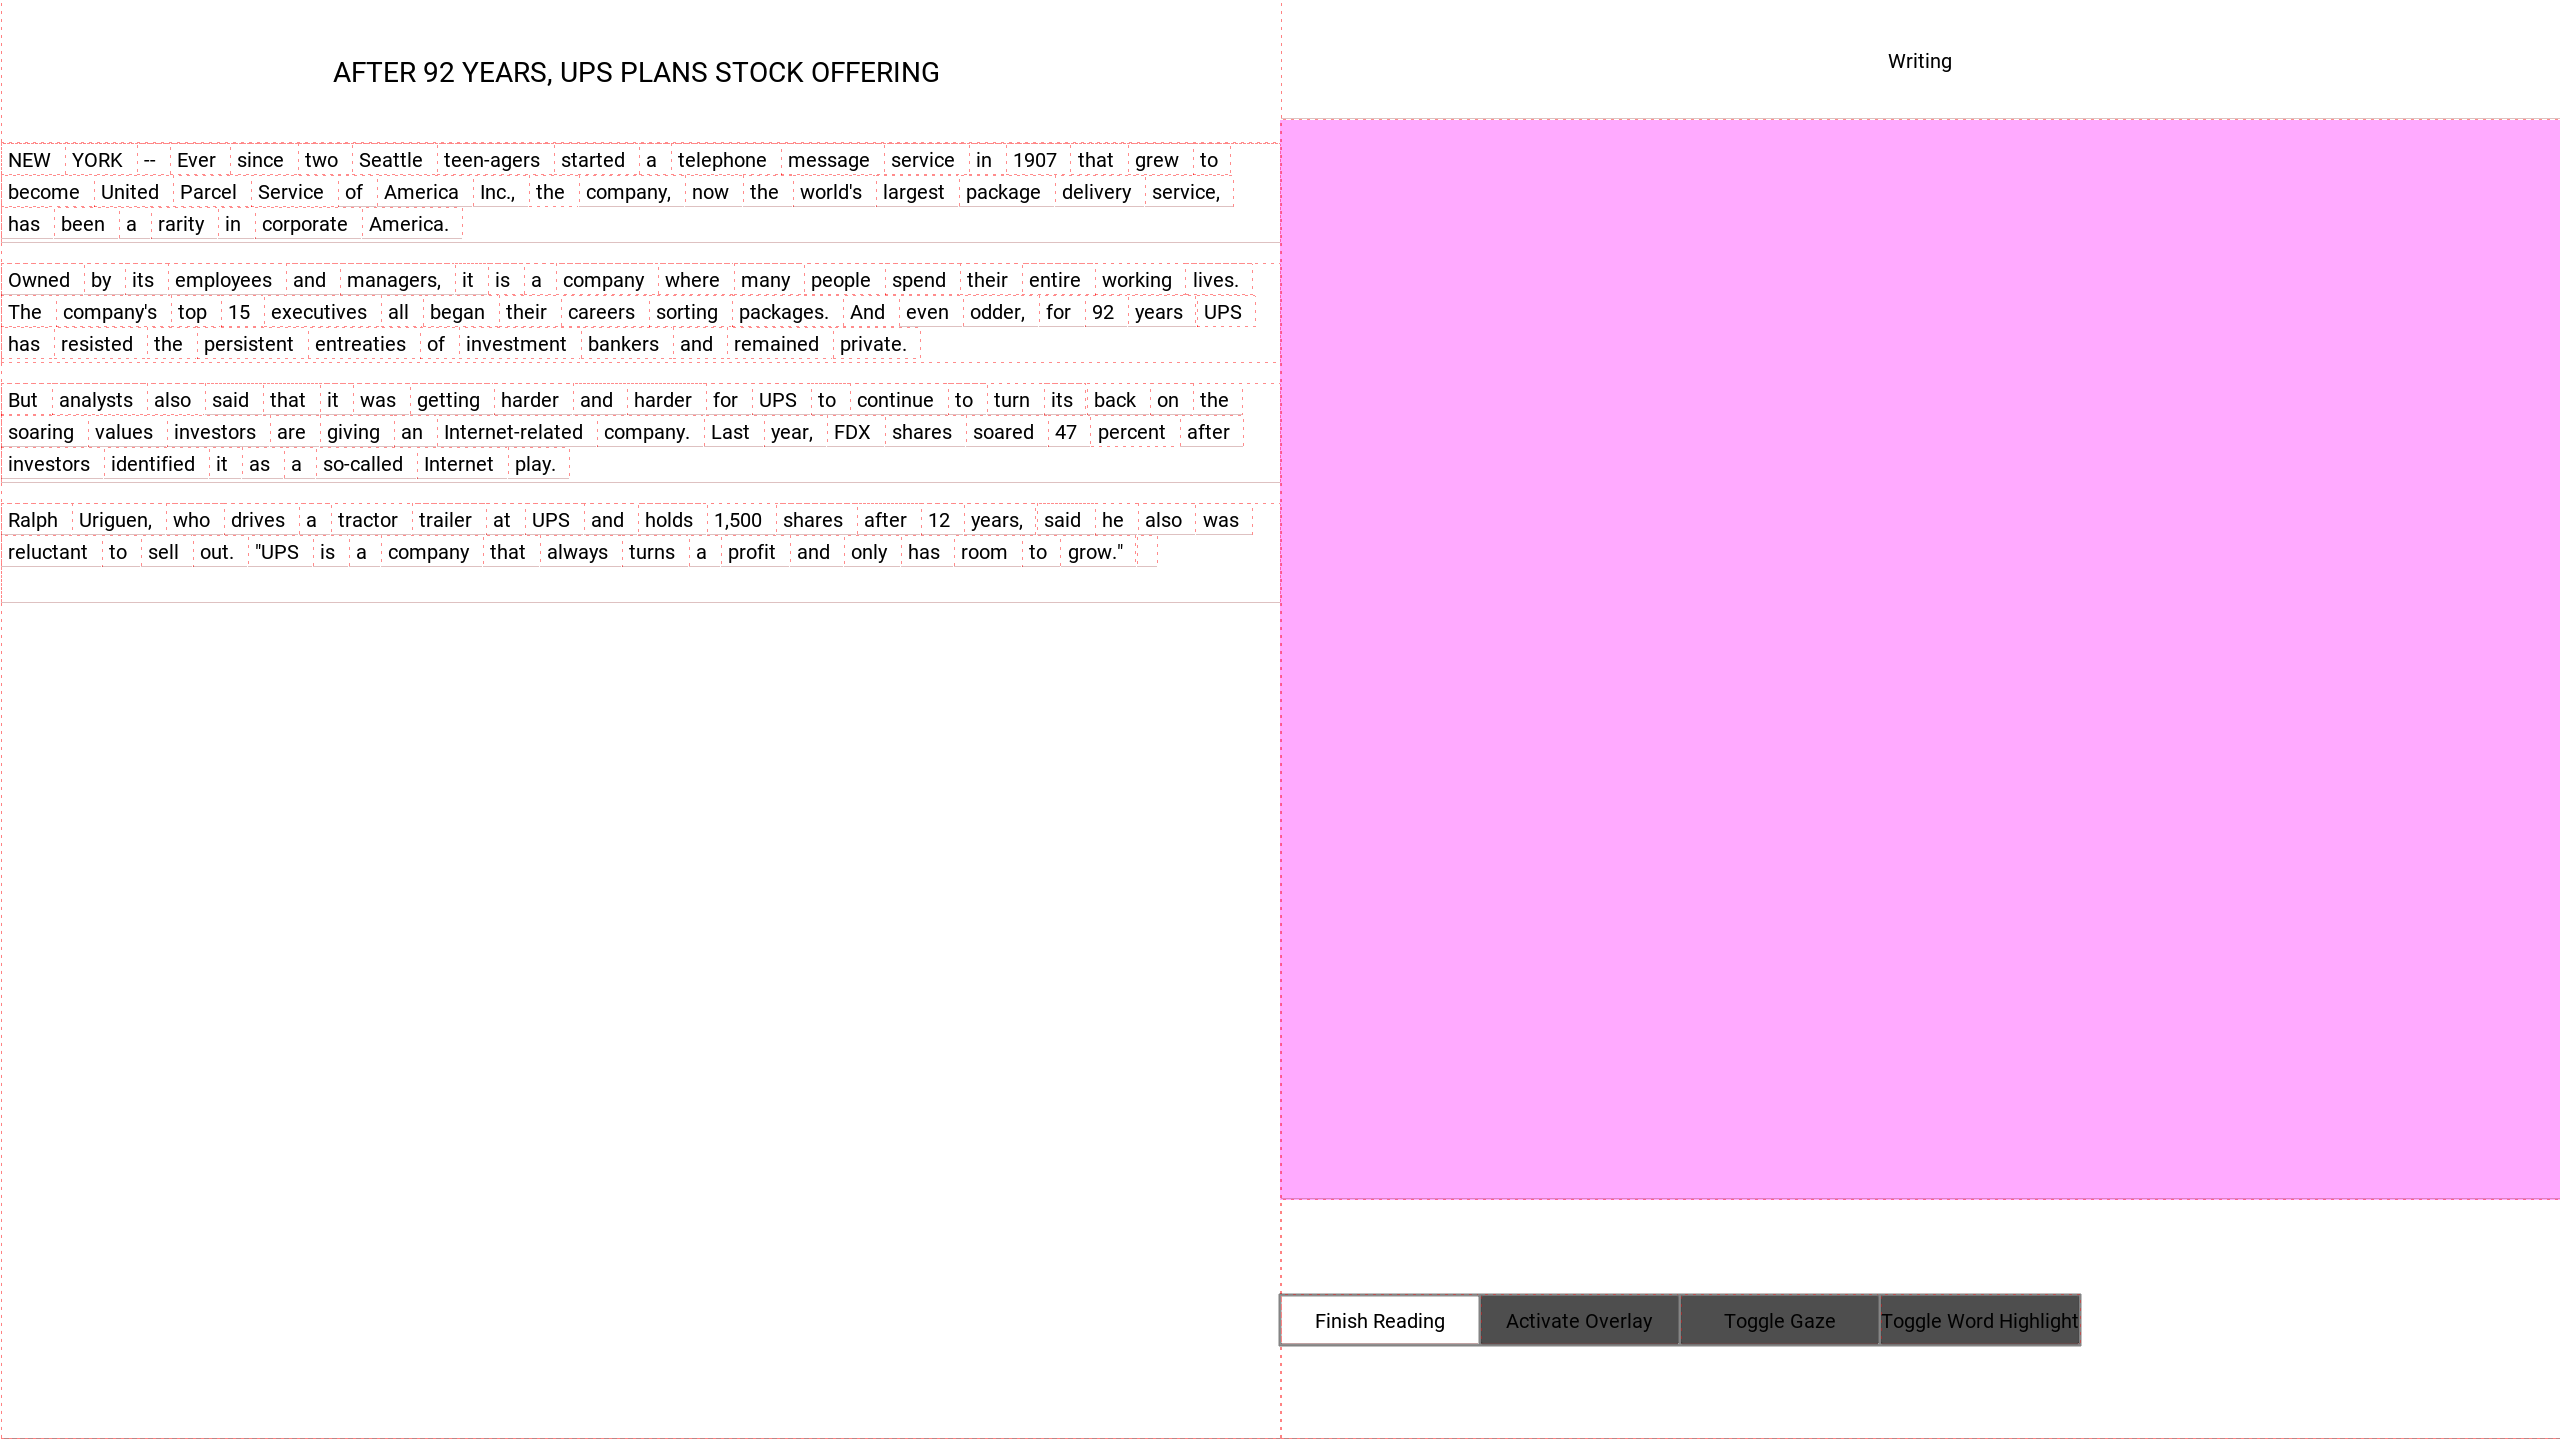 AFTER 92 YEARS, UPS PLANS STOCK OFFERING
NEW YORK -- Ever since two Seattle teen-agers started a telephone message service in 1907 that grew to
become United Parcel Service of America Inc., the company, now the world's largest package delivery service,
has been a rarity in corporate America.
Owned by its employees and managers, it is a company where many people spend their entire working lives.
The company's top 15 executives all began their careers sorting packages. And even odder, for 92 years UPS
has resisted the persistent entreaties of investment bankers and remained private.
But analysts also said that it was getting harder and harder for UPS to continue to turn its back on the
soaring values investors are giving an Internet-related company. Last year, FDX shares soared 47 percent after
investors identified it as a so-called Internet play.
Ralph Uriguen, who drives a tractor trailer at UPS and holds 1,500 shares after 12 years, said he also was
reluctant to sell out. "UPS is a company that always turns a profit and only has room to grow."
Writing
Finish Reading
Activate Overlay
Toggle Gaze
Toggle Word Highlight